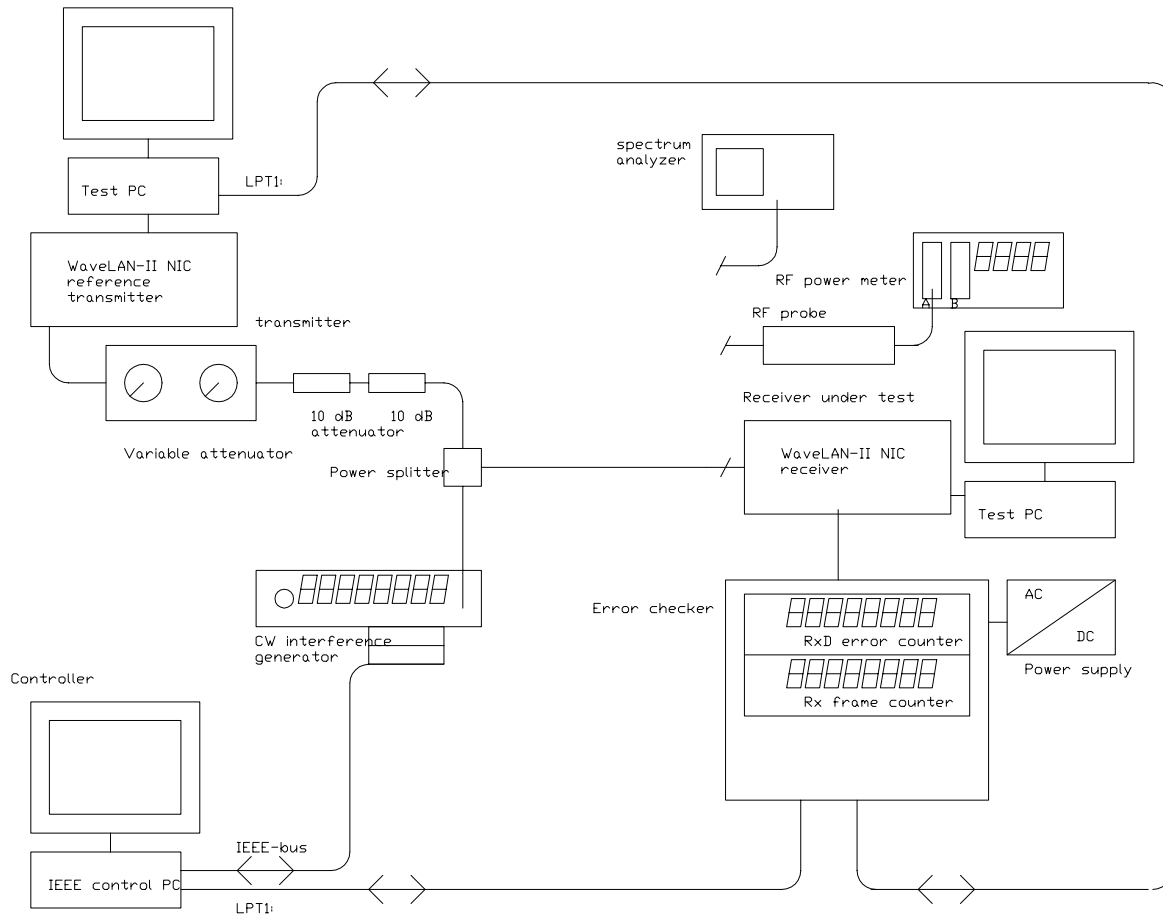 Test PC
LPT1:
spectrum
analyzer
WaveLAN-II NIC
reference
transmitter
RF power meter
A
B
RF probe
transmitter
Receiver under test
10 dB
10 dB
attenuator
Variable attenuator
Power splitter
WaveLAN-II NIC
receiver
Test PC
Error checker
RxD error counter
AC
DC
CW interference
generator
Power supply
Rx frame counter
Controller
IEEE-bus
IEEE control PC
LPT1: